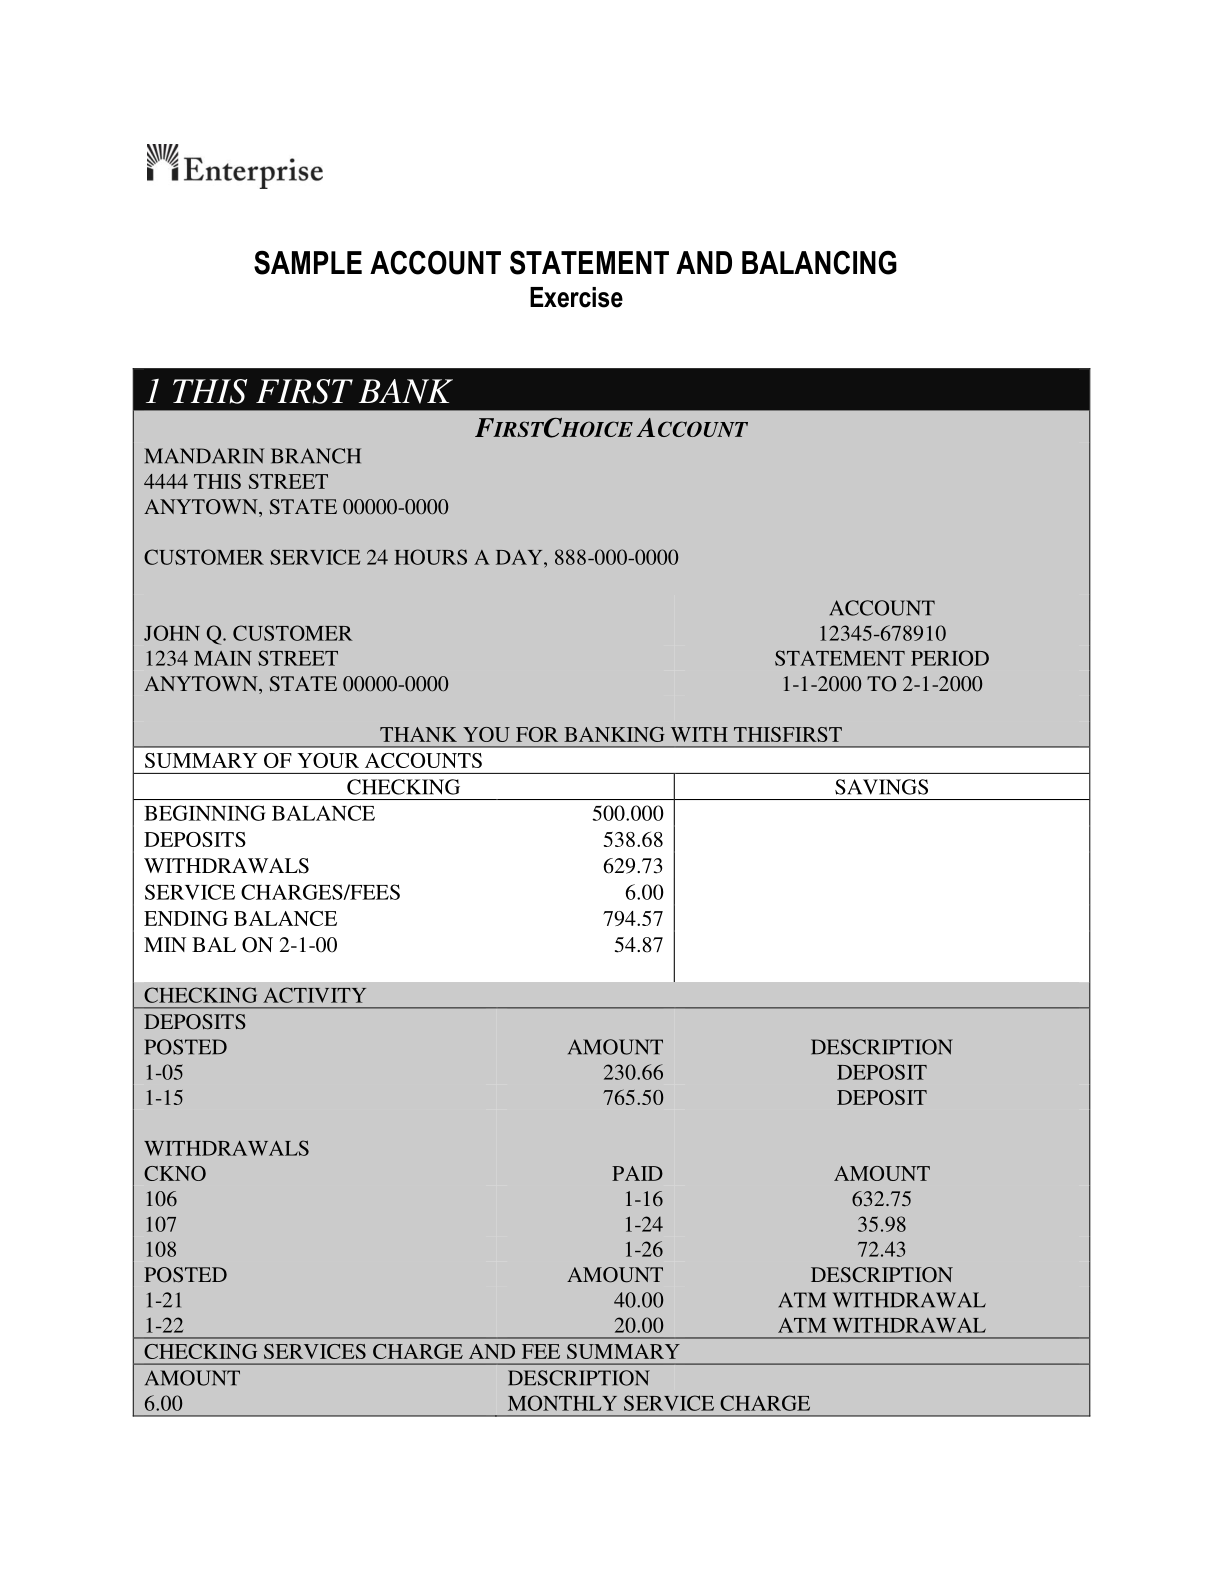 Enterprise
SAMPLE ACCOUNT STATEMENT AND BALANCING
Exercise
1 THIS FIRST BANK
FIRSTCHOICE ACCOUNT
MANDARIN BRANCH
4444 THIS STREET
ANYTOWN, STATE 00000-0000
CUSTOMER SERVICE 24 HOURS A DAY, 888-000-0000
ACCOUNT
JOHN Q. CUSTOMER 12345-678910
1234 MAIN STREET STATEMENT PERIOD
ANYTOWN, STATE 00000-0000 1-1-2000 TO 2-1-2000
THANK YOU FOR BANKING WITH THISFIRST
SUMMARY OF YOUR ACCOUNTS
CHECKING SAVINGS
BEGINNING BALANCE 500.000
DEPOSITS 538.68
WITHDRAWALS 629.73
SERVICE CHARGES/FEES 6.00
ENDING BALANCE 794.57
MIN BAL ON 2-1-00 54.87
CHECKING ACTIVITY
DEPOSITS
POSTED AMOUNT DESCRIPTION
1-05 230.66 DEPOSIT
1-15 765.50 DEPOSIT
WITHDRAWALS
CKNO PAID AMOUNT
106 1-16 632.75
107 1-24 35.98
108 1-26 72.43
POSTED AMOUNT DESCRIPTION
1-21 40.00 ATM WITHDRAWAL
1-22 20.00 ATM WITHDRAWAL
CHECKING SERVICES CHARGE AND FEE SUMMARY
AMOUNT DESCRIPTION
6.00 MONTHLY SERVICE CHARGE